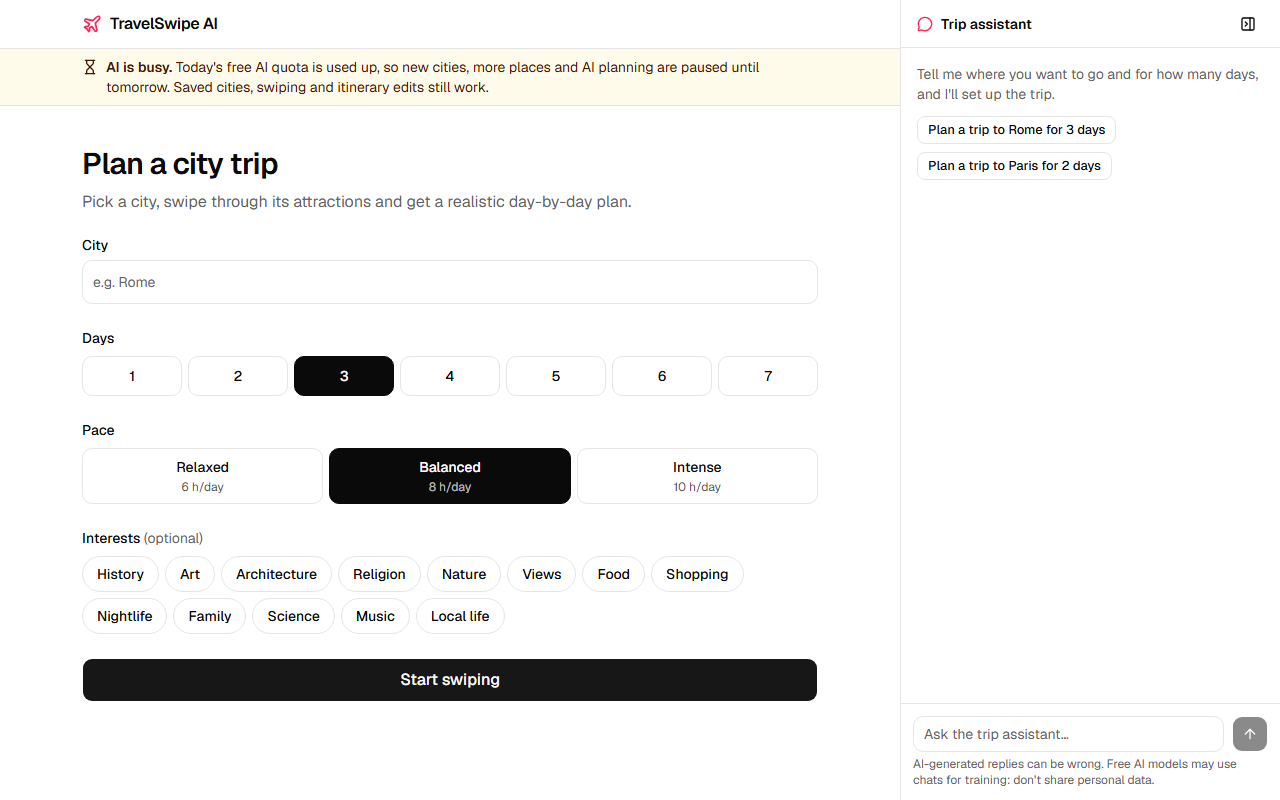 TravelSwipe AI
AI is busy. Today's free AI quota is used up, so new cities, more places and AI planning are paused until
tomorrow. Saved cities, swiping and itinerary edits still work.
Plan a city trip
Pick a city, swipe through its attractions and get a realistic day-by-day plan.
City
e.g. Rome
Days
1 2 3 4 5 6 7
Pace
Relaxed Balanced Intense
6 h/day 8 h/day 10 h/day
Interests (optional)
History Art Architecture Religion Nature Views Food Shopping
Nightlife Family Science Music Local life
Start swiping
Trip assistant
Tell me where you want to go and for how many days,
and I'll set up the trip.
Plan a trip to Rome for 3 days
Plan a trip to Paris for 2 days
Ask the trip assistant…
AI-generated replies can be wrong. Free AI models may use
chats for training: don't share personal data.